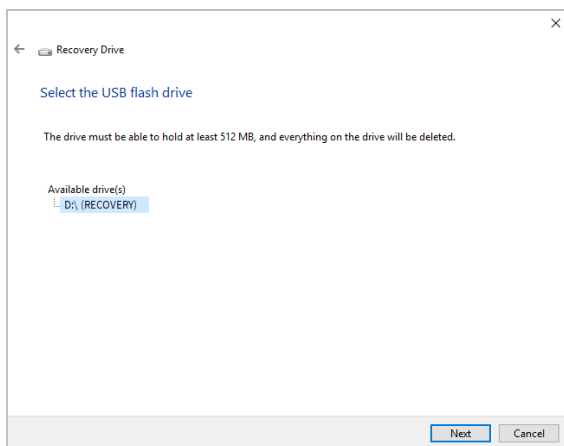 Recovery Drive
Select the USB flash drive
The drive must be able to hold at least 512 MB, and everything on the drive will be deleted.
Available drive(s)
D:\ (RECOVERY)
Next
Cancel